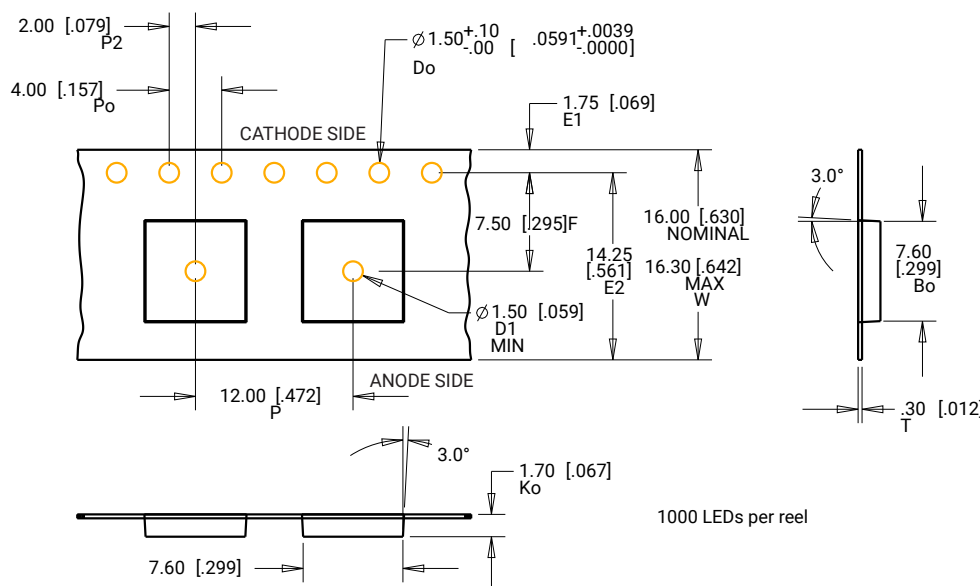 2.00 [.079]
P2
4.00 [.157]
Po
⌀1.50 +.10 -.00 [ .0591 +.0039 -.0000]
Do
1.75 [.069]
E1
CATHODE SIDE
3.0°
7.50 [.295]F
16.00 [.630]
NOMINAL
14.25
[.561]
E2
16.30 [.642]
MAX
W
7.60
[.299]
Bo
⌀1.50 [.059]
D1
MIN
ANODE SIDE
12.00 [.472]
P
.30 [.012]
T
3.0°
1.70 [.067]
Ko
1000 LEDs per reel
7.60 [.299]